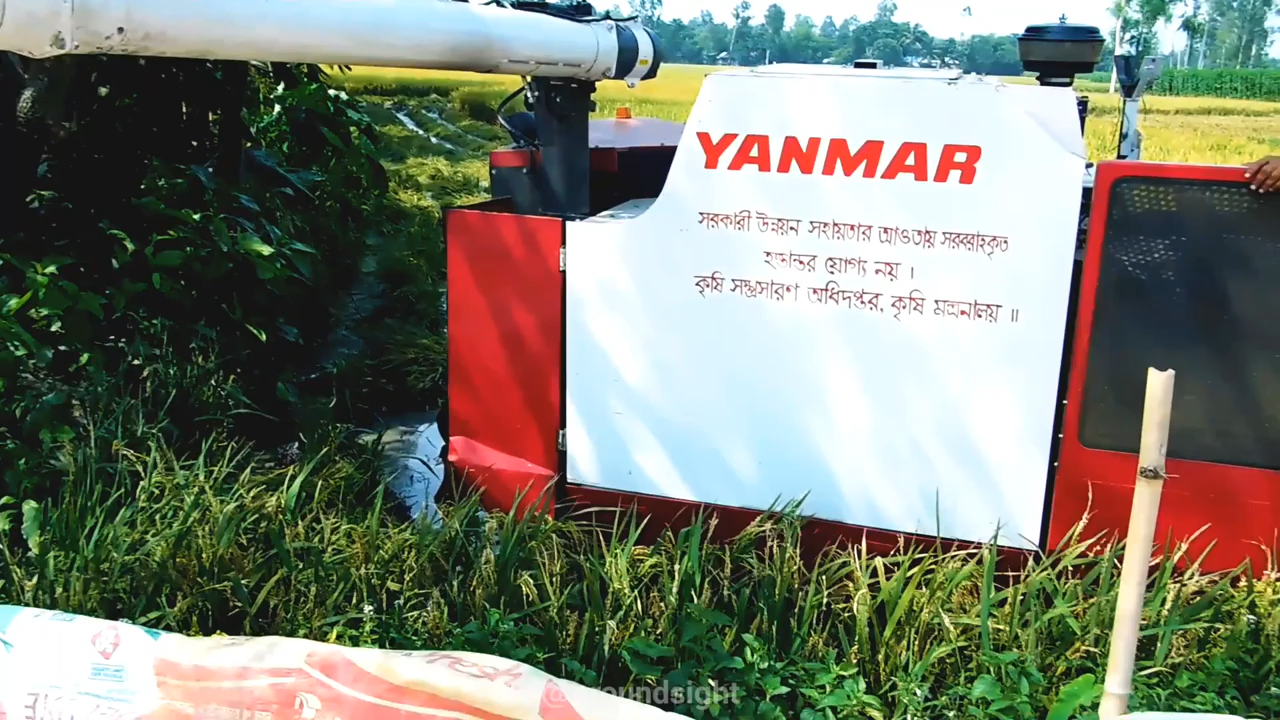 YANMAR
সরকারী উন্নয়ন সহায়তার আওতায় সরবরাহকৃত
হস্তান্তর যোগ্য নয় ।
কৃষি সম্প্রসারণ অধিদপ্তর, কৃষি মন্ত্রনালয় ॥